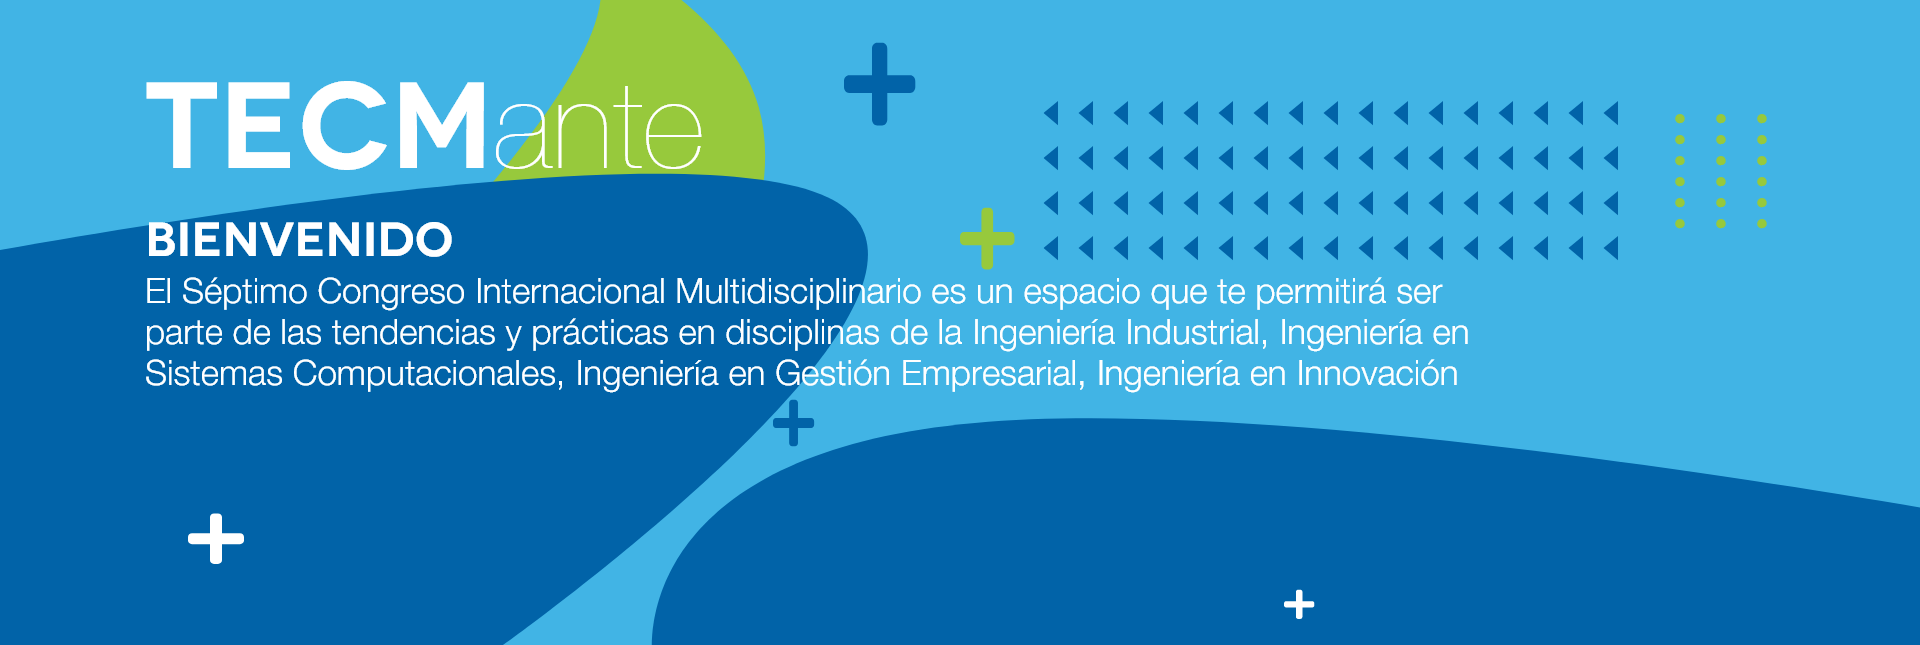 TECMante
BIENVENIDO
El Séptimo Congreso Internacional Multidisciplinario es un espacio que te permitirá ser
parte de las tendencias y prácticas en disciplinas de la Ingeniería Industrial, Ingeniería en
Sistemas Computacionales, Ingeniería en Gestión Empresarial, Ingeniería en Innovación